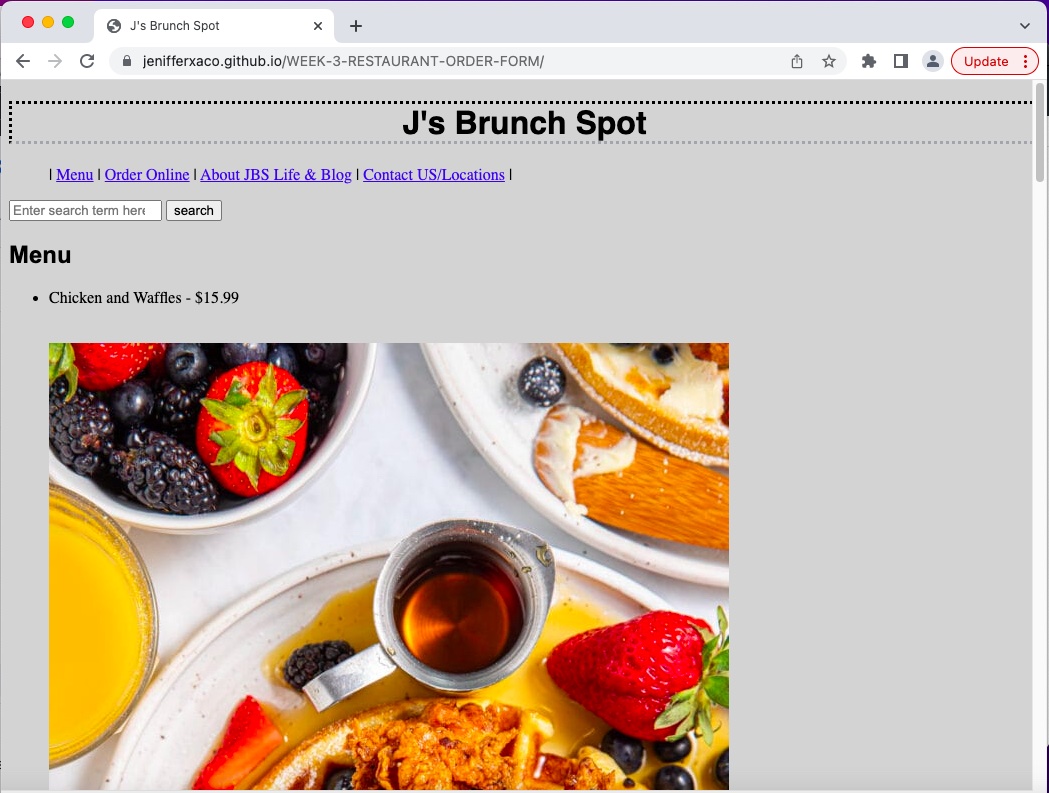 J's Brunch Spot
jenifferxaco.github.io/WEEK-3-RESTAURANT-ORDER-FORM/
Update
J's Brunch Spot
| Menu | Order Online | About JBS Life & Blog | Contact US/Locations |
Enter search term here
search
Menu
• Chicken and Waffles - $15.99